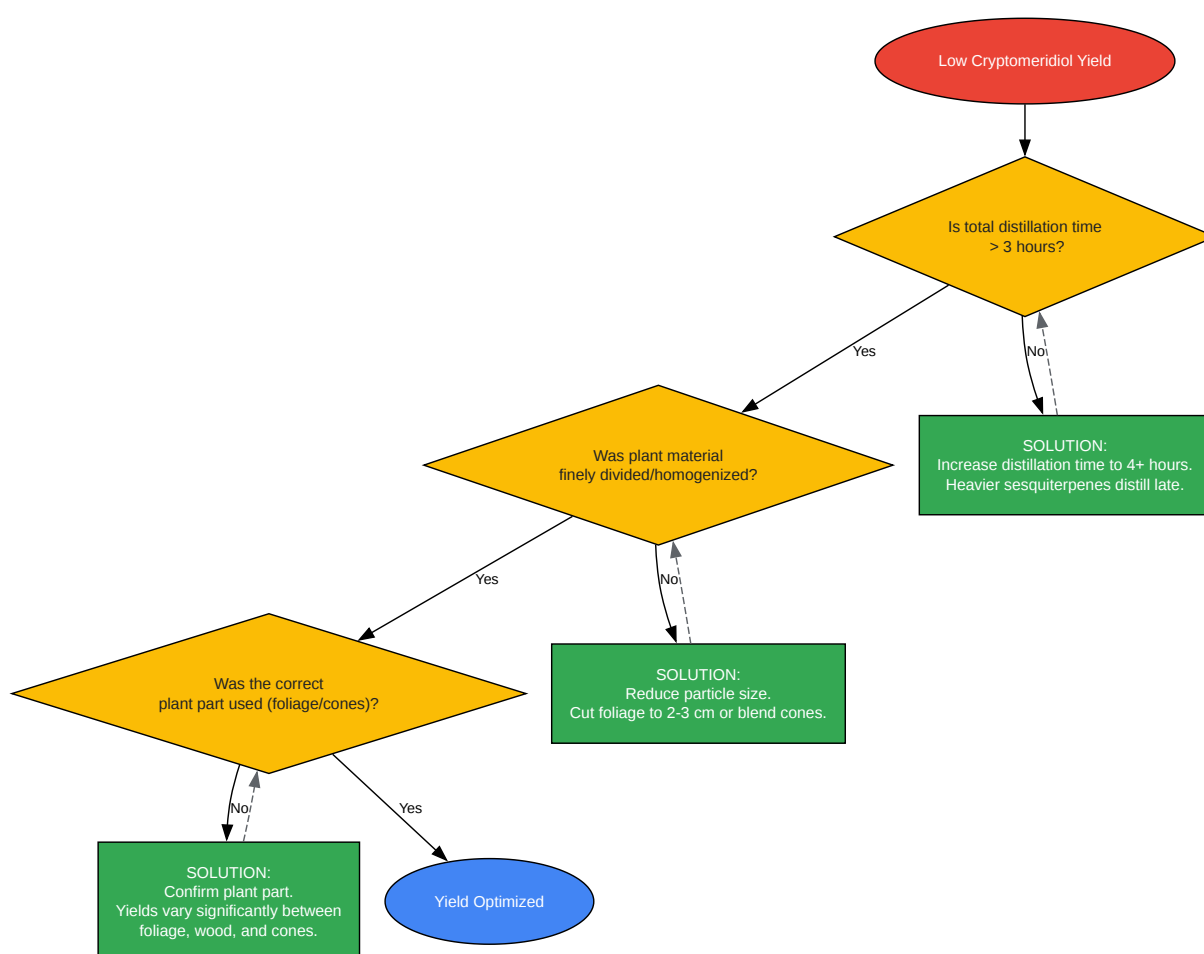 Low Cryptomeridiol Yield
Is total distillation time
> 3 hours?
Yes
No
SOLUTION:
Increase distillation time to 4+ hours.
Heavier sesquiterpenes distill late.
Was plant material
finely divided/homogenized?
Yes
No
SOLUTION:
Reduce particle size.
Cut foliage to 2-3 cm or blend cones.
Was the correct
plant part used (foliage/cones)?
No
Yes
SOLUTION:
Confirm plant part.
Yields vary significantly between
foliage, wood, and cones.
Yield Optimized